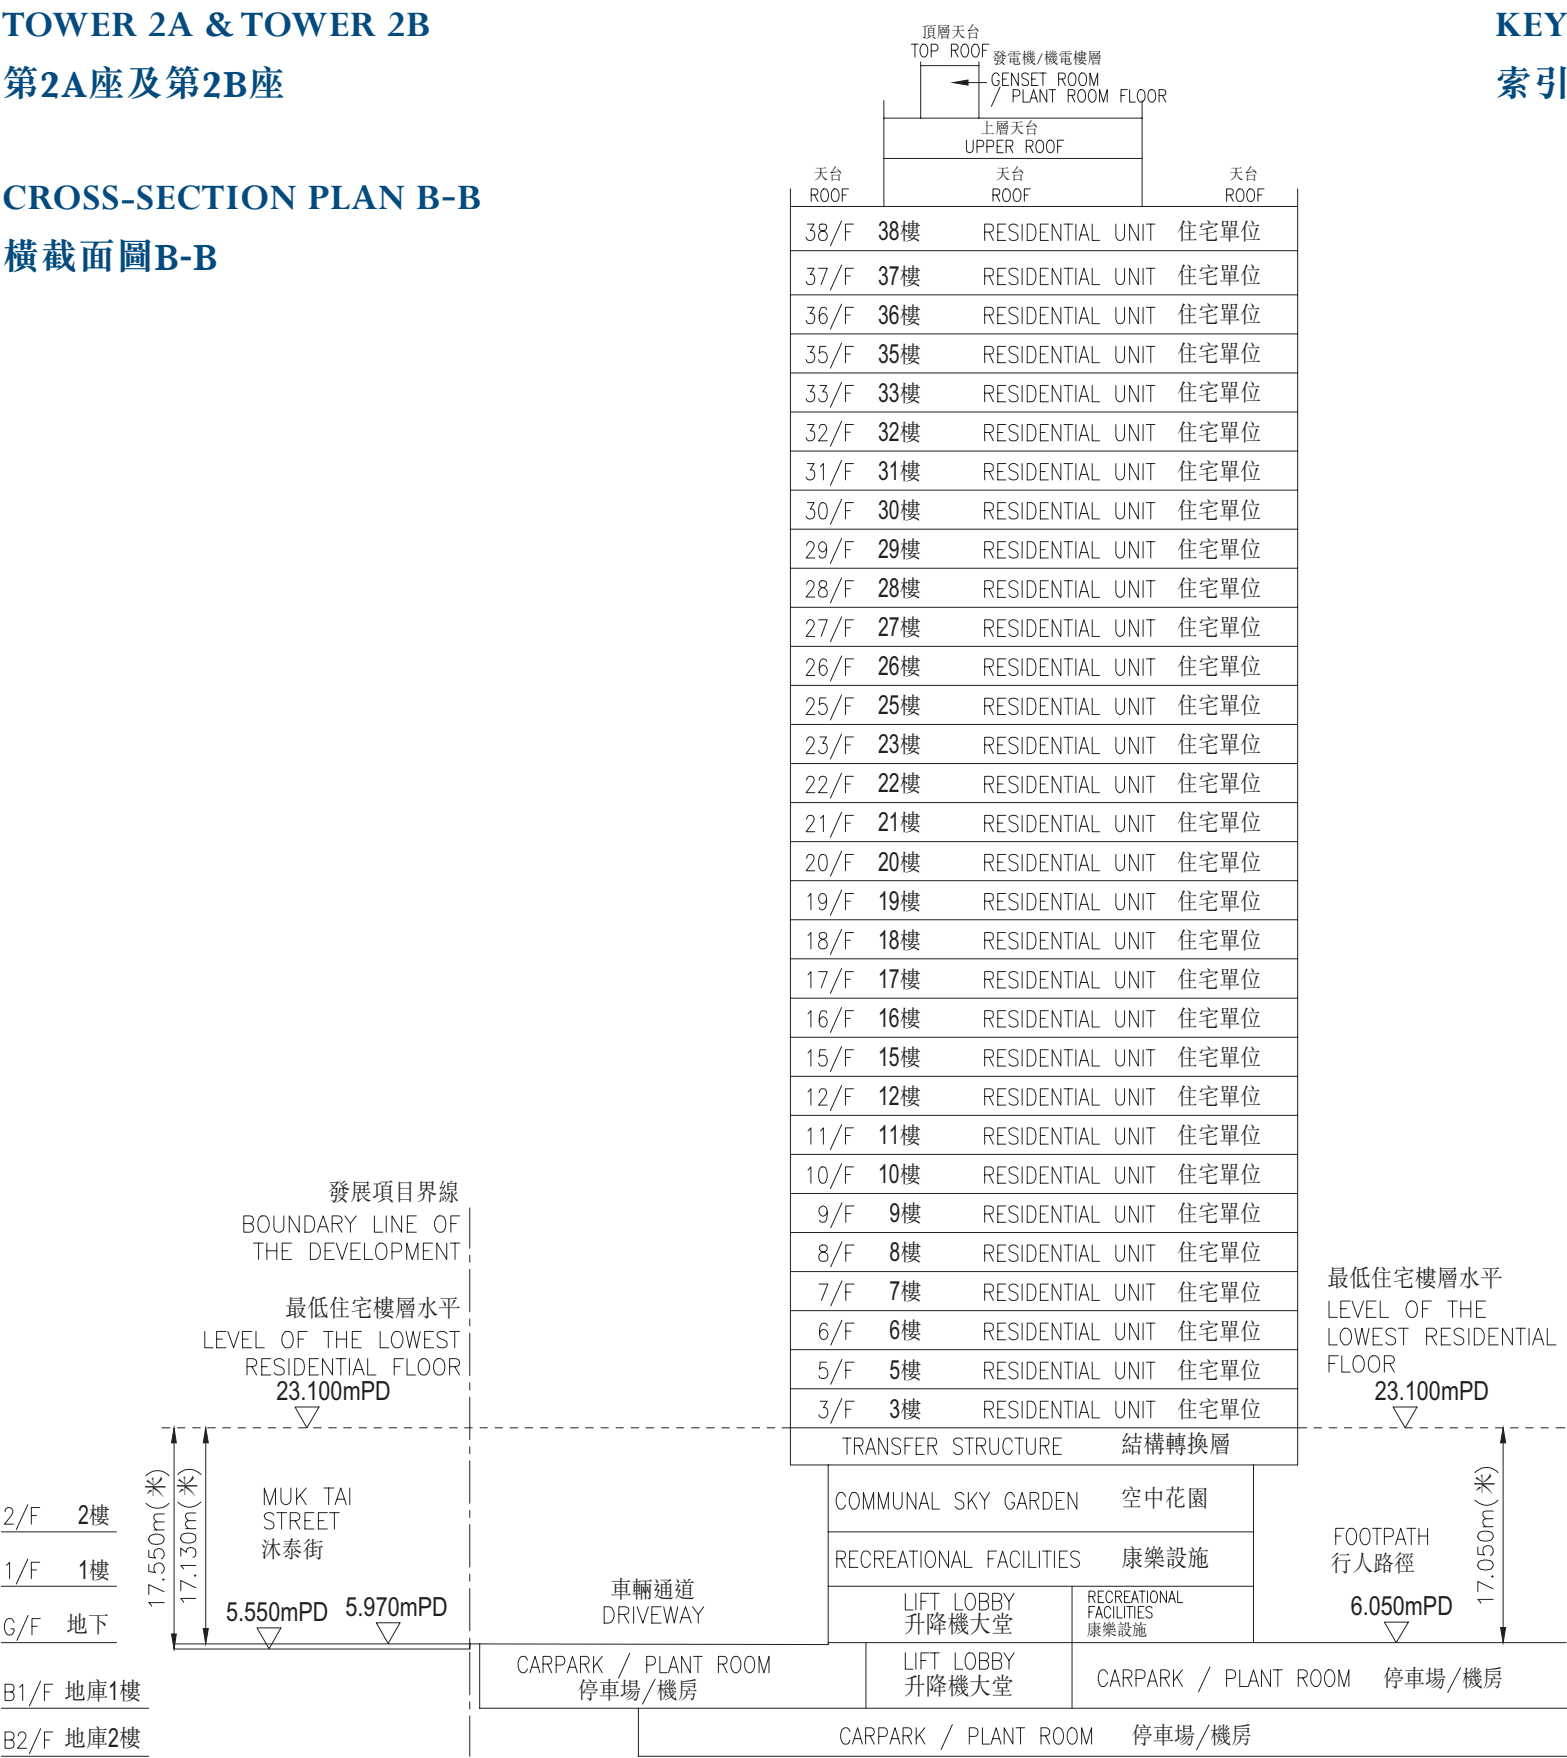 TOWER 2A & TOWER 2B
第2A座及第2B座
CROSS-SECTION PLAN B-B
橫截面圖B-B
KEY
索引
頂層天台
TOP ROOF
發電機/機電樓層
GENSET ROOM
/ PLANT ROOM FLOOR
上層天台
UPPER ROOF
天台
ROOF
天台
ROOF
天台
ROOF
38/F 38樓 RESIDENTIAL UNIT 住宅單位
37/F 37樓 RESIDENTIAL UNIT 住宅單位
36/F 36樓 RESIDENTIAL UNIT 住宅單位
35/F 35樓 RESIDENTIAL UNIT 住宅單位
33/F 33樓 RESIDENTIAL UNIT 住宅單位
32/F 32樓 RESIDENTIAL UNIT 住宅單位
31/F 31樓 RESIDENTIAL UNIT 住宅單位
30/F 30樓 RESIDENTIAL UNIT 住宅單位
29/F 29樓 RESIDENTIAL UNIT 住宅單位
28/F 28樓 RESIDENTIAL UNIT 住宅單位
27/F 27樓 RESIDENTIAL UNIT 住宅單位
26/F 26樓 RESIDENTIAL UNIT 住宅單位
25/F 25樓 RESIDENTIAL UNIT 住宅單位
23/F 23樓 RESIDENTIAL UNIT 住宅單位
22/F 22樓 RESIDENTIAL UNIT 住宅單位
21/F 21樓 RESIDENTIAL UNIT 住宅單位
20/F 20樓 RESIDENTIAL UNIT 住宅單位
19/F 19樓 RESIDENTIAL UNIT 住宅單位
18/F 18樓 RESIDENTIAL UNIT 住宅單位
17/F 17樓 RESIDENTIAL UNIT 住宅單位
16/F 16樓 RESIDENTIAL UNIT 住宅單位
15/F 15樓 RESIDENTIAL UNIT 住宅單位
12/F 12樓 RESIDENTIAL UNIT 住宅單位
11/F 11樓 RESIDENTIAL UNIT 住宅單位
10/F 10樓 RESIDENTIAL UNIT 住宅單位
9/F 9樓 RESIDENTIAL UNIT 住宅單位
8/F 8樓 RESIDENTIAL UNIT 住宅單位
7/F 7樓 RESIDENTIAL UNIT 住宅單位
6/F 6樓 RESIDENTIAL UNIT 住宅單位
5/F 5樓 RESIDENTIAL UNIT 住宅單位
3/F 3樓 RESIDENTIAL UNIT 住宅單位
TRANSFER STRUCTURE 結構轉換層
COMMUNAL SKY GARDEN 空中花園
RECREATIONAL FACILITIES 康樂設施
LIFT LOBBY
升降機大堂
RECREATIONAL
FACILITIES
康樂設施
發展項目界線
BOUNDARY LINE OF
THE DEVELOPMENT
最低住宅樓層水平
LEVEL OF THE LOWEST
RESIDENTIAL FLOOR
23.100mPD
17.550m(米)
17.130m(米)
MUK TAI
STREET
沐泰街
5.550mPD
5.970mPD
車輛通道
DRIVEWAY
最低住宅樓層水平
LEVEL OF THE
LOWEST RESIDENTIAL
FLOOR
23.100mPD
17.050m(米)
FOOTPATH
行人路徑
6.050mPD
2/F 2樓
1/F 1樓
G/F 地下
B1/F 地庫1樓
B2/F 地庫2樓
CARPARK / PLANT ROOM
停車場/機房
LIFT LOBBY
升降機大堂
CARPARK / PLANT ROOM 停車場/機房
CARPARK / PLANT ROOM 停車場/機房